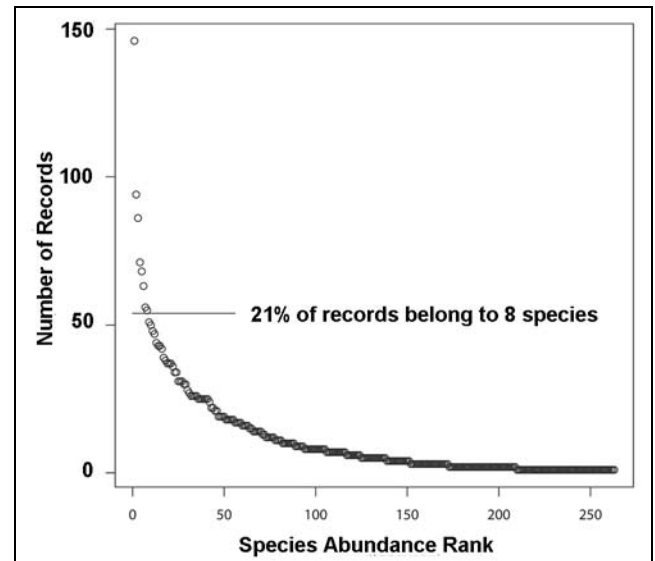 150
100
50
0
Number of Records
21% of records belong to 8 species
0 50 100 150 200 250
Species Abundance Rank